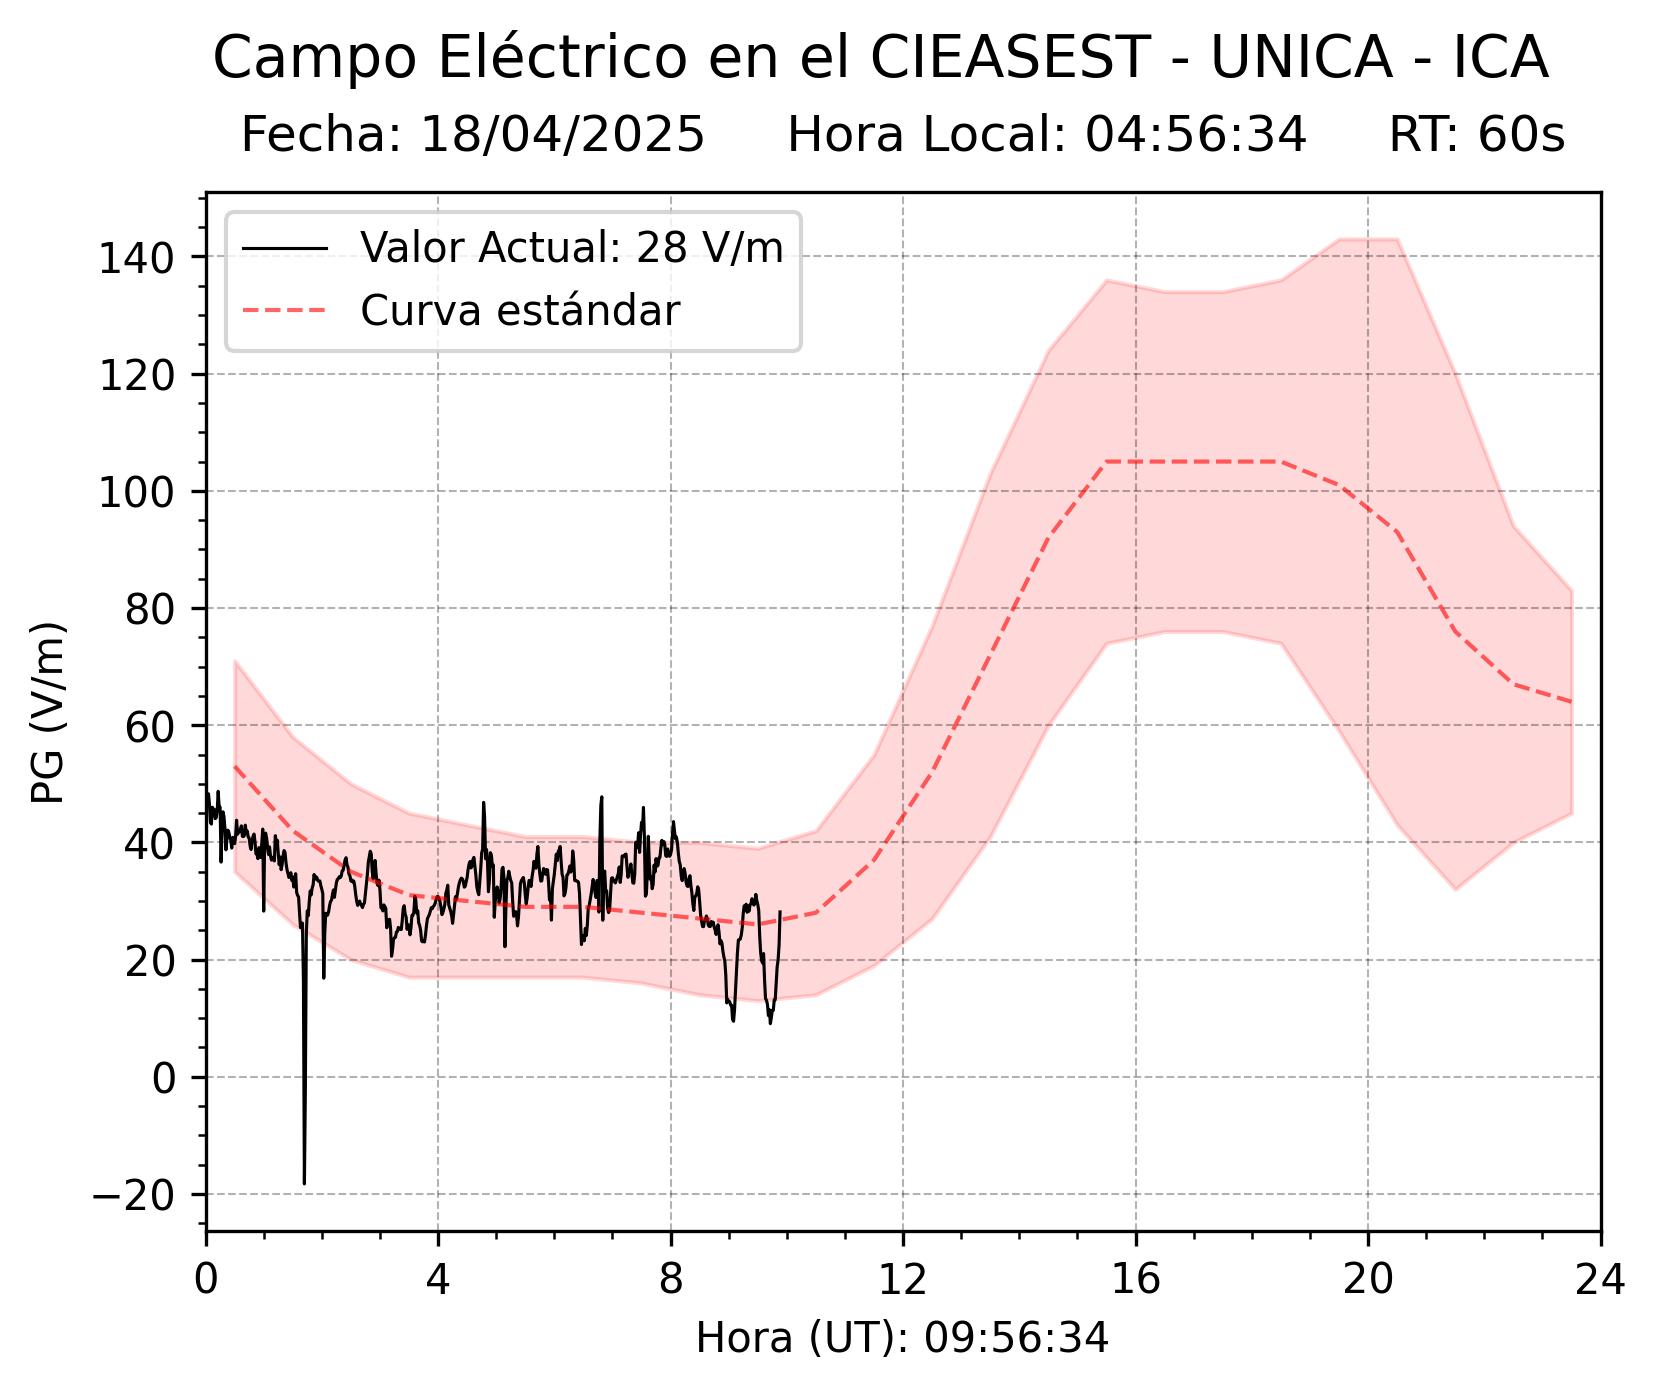 Campo Eléctrico en el CIEASEST - UNICA - ICA
Fecha: 18/04/2025 Hora Local: 04:56:34 RT: 60s
Valor Actual: 28 V/m
Curva estándar
PG (V/m)
140
120
100
80
60
40
20
0
−20
0 4 8 12 16 20 24
Hora (UT): 09:56:34